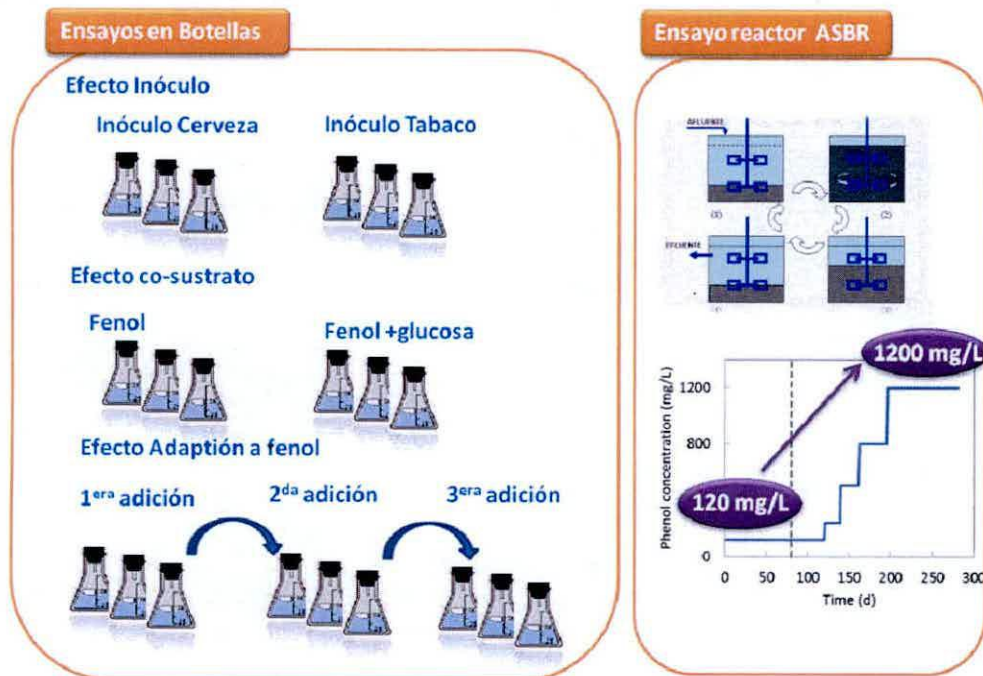 Ensayos en Botellas
Efecto Inóculo
Inóculo Cerveza
Inóculo Tabaco
Efecto co-sustrato
Fenol
Fenol +glucosa
Efecto Adaptión a fenol
1era adición
2da adición
3era adición
Ensayo reactor ASBR
AFLUENTE
EFLUENTE
1200 mg/L
120 mg/L
Phenol concentration (mg/L)
1200
800
400
0
0 50 100 150 200 250 300
Time (d)